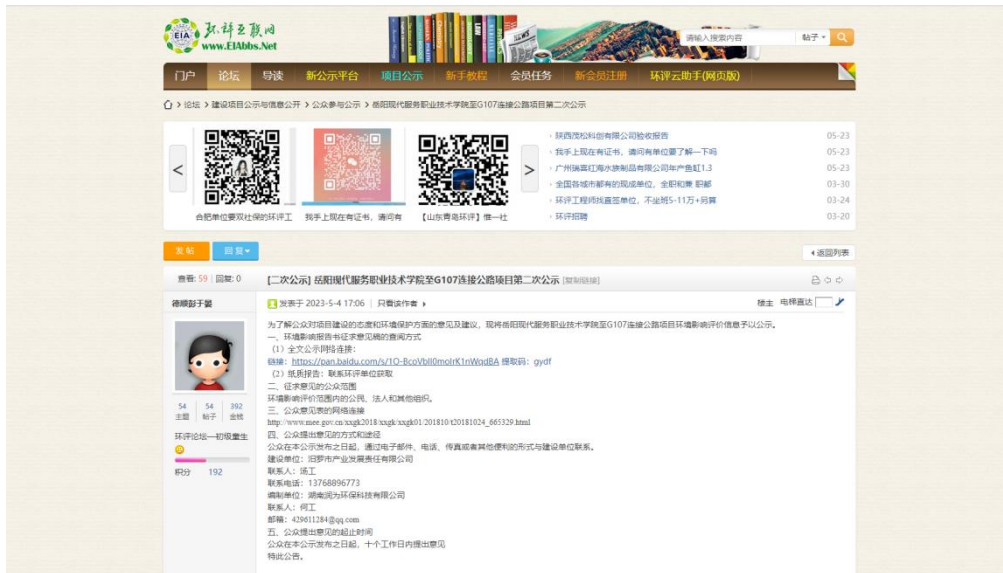 EIA
环评互联网
www.EIAbbs.Net
NEWS
LAW
请输入搜索内容
帖子
门户 论坛 导读 新公示平台 项目公示 新手教程 会员任务 新会员注册 环评云助手(网页版)
论坛 > 建设项目公示与信息公开 > 公众参与公示 > 岳阳现代服务职业技术学院至G107连接公路项目第二次公示
<
>
合肥单位要双社保的环评工
我手上现在有证书，请问有
【山东青岛环评】惟一社
陕西茂松科创有限公司验收报告 05-23
我手上现在有证书，请问有单位要了解一下吗 05-23
广州瑞真红海水族制品有限公司年产鱼缸1.3 05-23
全国各城市都有的现成单位，全职和兼 职都 03-30
环评工程师找直签单位，不坐班5-11万+另算 03-24
环评招聘 03-20
发帖
回复
返回列表
查看: 59 | 回复: 0
[二次公示] 岳阳现代服务职业技术学院至G107连接公路项目第二次公示 [复制链接]
德顺彭于晏
发表于 2023-5-4 17:06 | 只看该作者
楼主 电梯直达
54 54 392
主题 帖子 金钱
环评论坛—初级童生
积分 192
为了解公众对项目建设的态度和环境保护方面的意见及建议，现将岳阳现代服务职业技术学院至G107连接公路项目环境影响评价信息予以公示。
一、环境影响报告书征求意见稿的查阅方式
（1）全文公示网络连接：
链接：https://pan.baidu.com/s/1O-BcoVbIl0moIrK1nWqdBA 提取码：gydf
（2）纸质报告：联系环评单位获取
二、征求意见的公众范围
环境影响评价范围内的公民、法人和其他组织。
三、公众意见表的网络连接
http://www.mee.gov.cn/xxgk2018/xxgk/xxgk01/201810/t20181024_665329.html
四、公众提出意见的方式和途径
公众在本公示发布之日起，通过电子邮件、电话、传真或者其他便利的形式与建设单位联系。
建设单位：汨罗市产业发展责任有限公司
联系人：汤工
联系电话：13768896773
编制单位：湖南润为环保科技有限公司
联系人：何工
邮箱：429611284@qq.com
五、公众提出意见的起止时间
公众在本公示发布之日起，十个工作日内提出意见
特此公告。